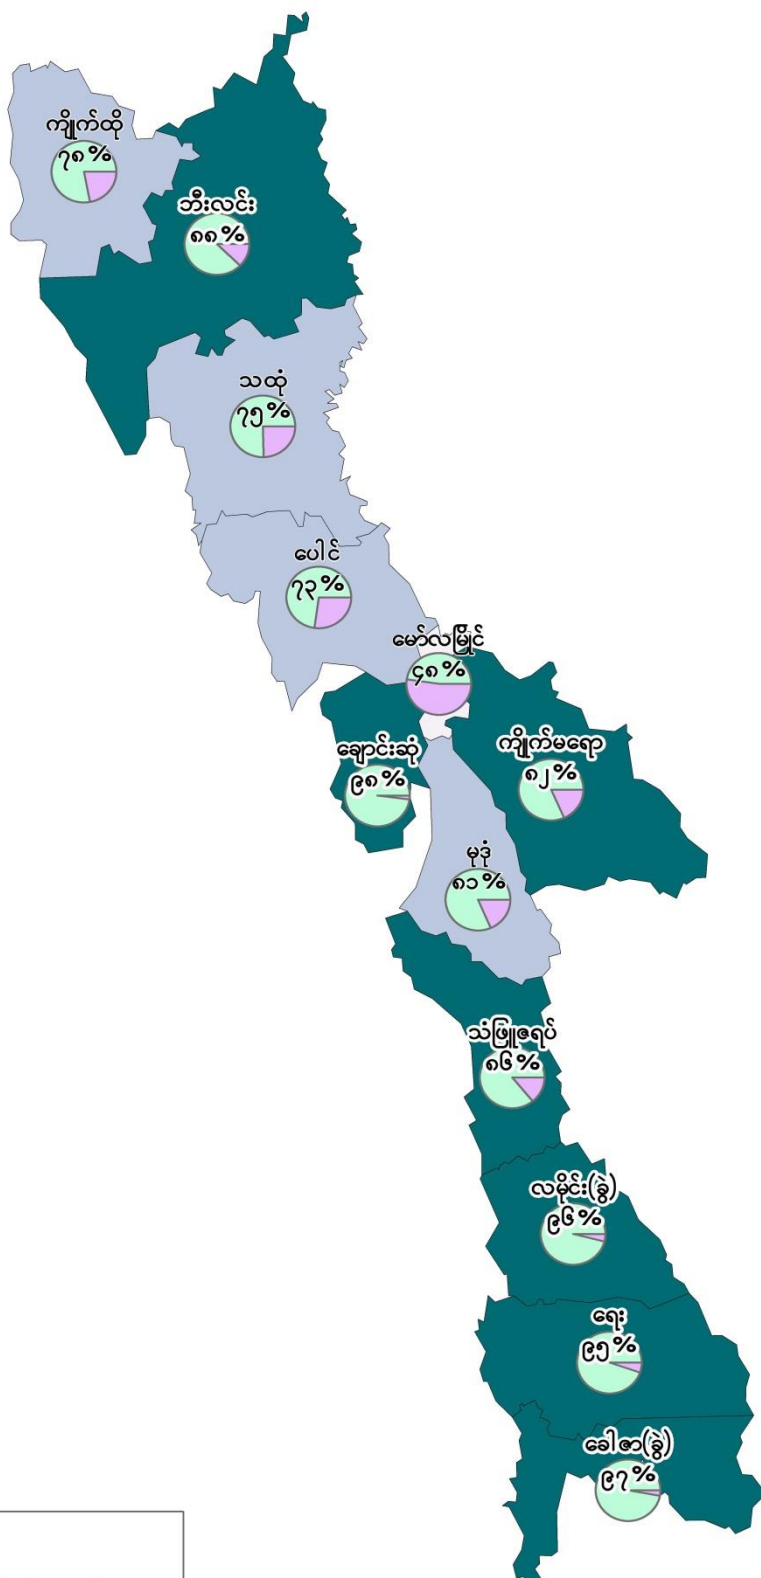 ကျိုက်ထို
၇၈%
ဘီးလင်း
၈၈%
သထုံ
၇၅%
ပေါင်
၇၃%
မော်လမြိုင်
၄၈%
ချောင်းဆုံ
၉၈%
ကျိုက်မရော
၈၂%
မုဒုံ
၈၁%
သံဖြူဇရပ်
၈၆%
လမိုင်း(ခွဲ)
၉၆%
ရေး
၉၅%
ခေါဇာ(ခွဲ)
၉၇%